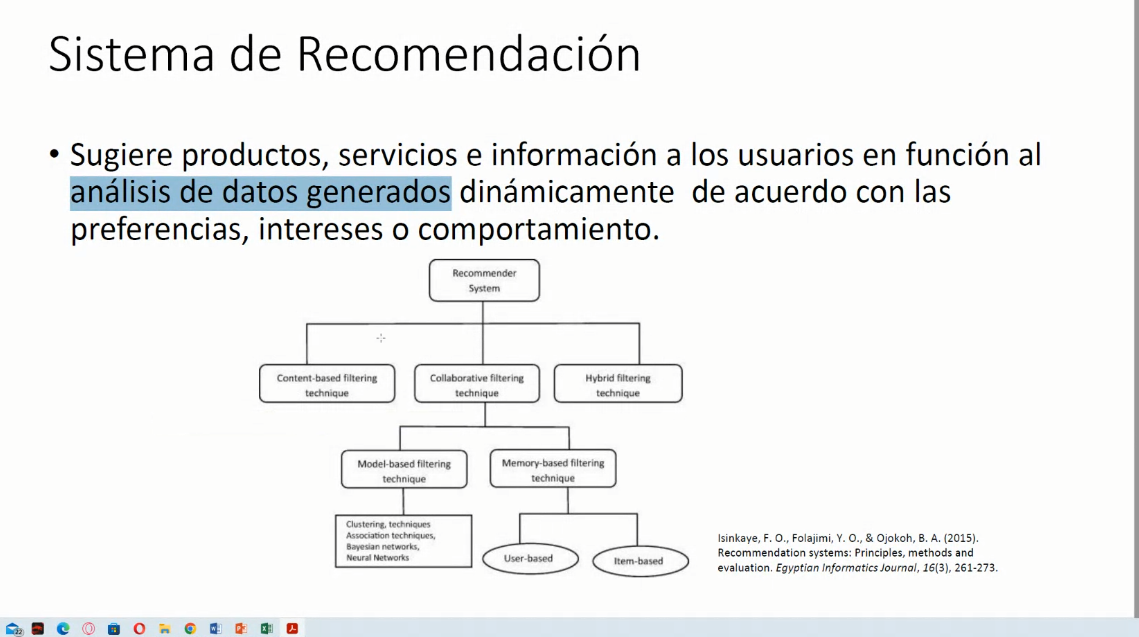 Sistema de Recomendación
• Sugiere productos, servicios e información a los usuarios en función al
análisis de datos generados dinámicamente de acuerdo con las
preferencias, intereses o comportamiento.
Recommender
System
Content-based filtering
technique
Collaborative filtering
technique
Hybrid filtering
technique
Model-based filtering
technique
Memory-based filtering
technique
Clustering, techniques
Association techniques,
Bayesian networks,
Neural Networks
User-based
Item-based
Isinkaye, F. O., Folajimi, Y. O., & Ojokoh, B. A. (2015).
Recommendation systems: Principles, methods and
evaluation. Egyptian Informatics Journal, 16(3), 261-273.
22